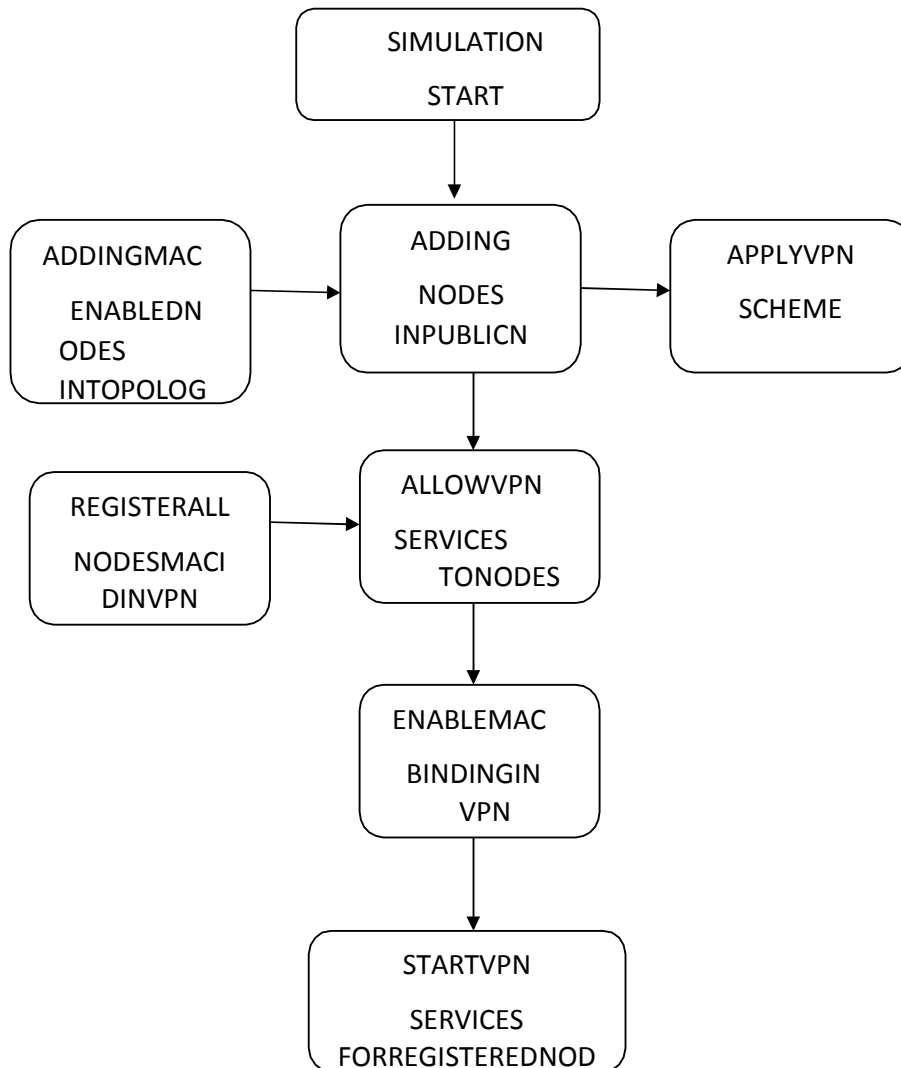 SIMULATION
START
ADDINGMAC
ENABLEDN
ODES
INTOPOLOG
ADDING
NODES
INPUBLICN
APPLYVPN
SCHEME
REGISTERALL
NODESMACI
DINVPN
ALLOWVPN
SERVICES
TONODES
ENABLEMAC
BINDINGIN
VPN
STARTVPN
SERVICES
FORREGISTEREDNOD